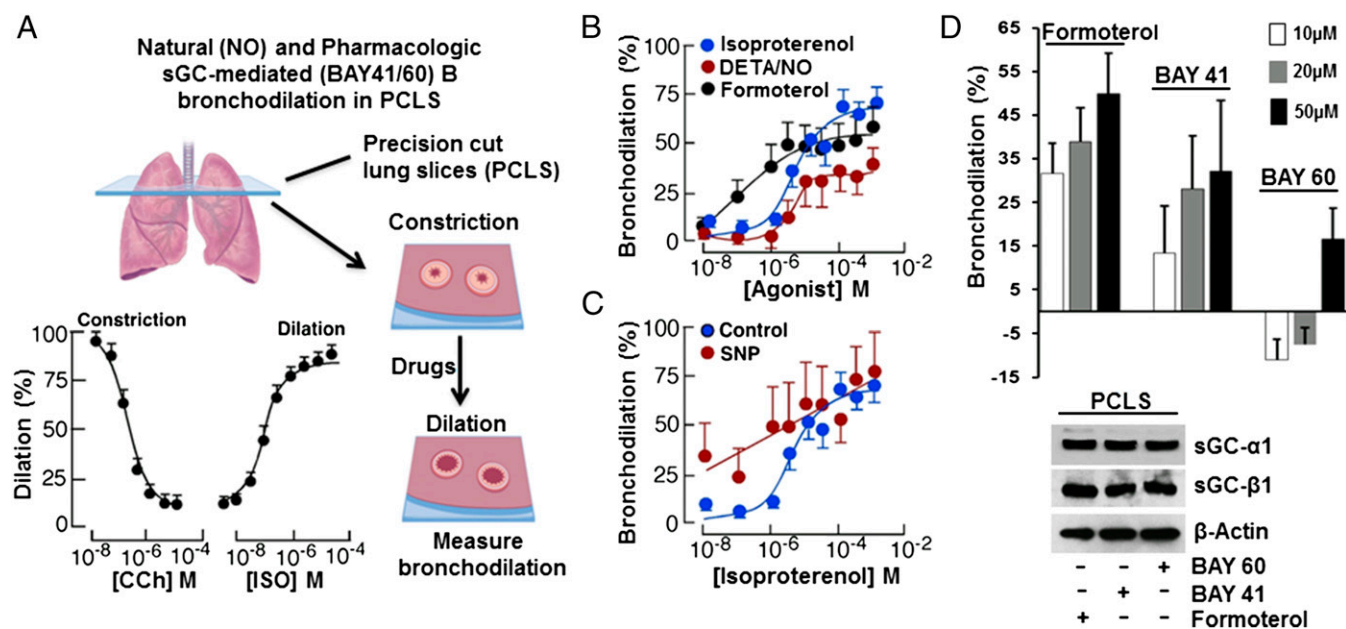 A
Natural (NO) and Pharmacologic
sGC-mediated (BAY41/60) B
bronchodilation in PCLS
Precision cut
lung slices (PCLS)
Constriction
Drugs
Dilation
Measure
bronchodilation
Dilation (%)
100
75
50
25
0
Constriction
Dilation
10-8 10-6 10-4
[CCh] M
10-8 10-6 10-4
[ISO] M
B
Bronchodilation (%)
100
75
50
25
0
Isoproterenol
DETA/NO
Formoterol
10-8 10-6 10-4 10-2
[Agonist] M
C
Bronchodilation (%)
100
75
50
25
0
Control
SNP
10-8 10-6 10-4 10-2
[Isoproterenol] M
D
Bronchodilation (%)
65
55
45
35
25
15
5
-5
-15
Formoterol
BAY 41
BAY 60
10µM
20µM
50µM
PCLS
sGC-α1
sGC-β1
β-Actin
- - + BAY 60
- + - BAY 41
+ - - Formoterol